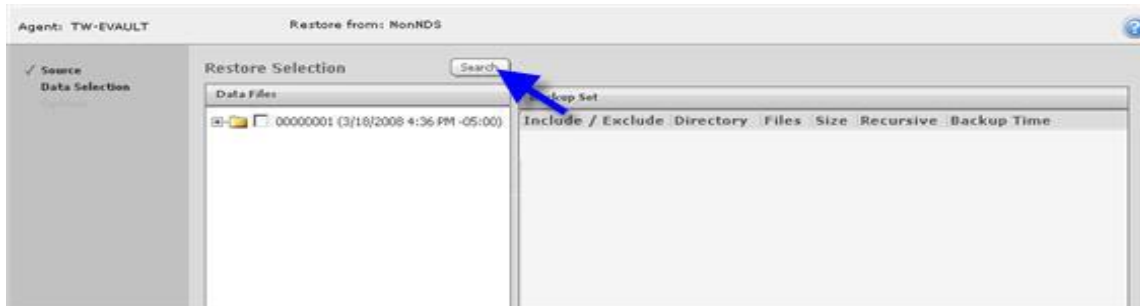 Agent: TW-EVAULT Restore from: NonNDS
✓ Source
Data Selection
Restore Selection Search
Data Files
Set
00000001 (3/18/2008 4:36 PM -05:00)
Include / Exclude Directory Files Size Recursive Backup Time